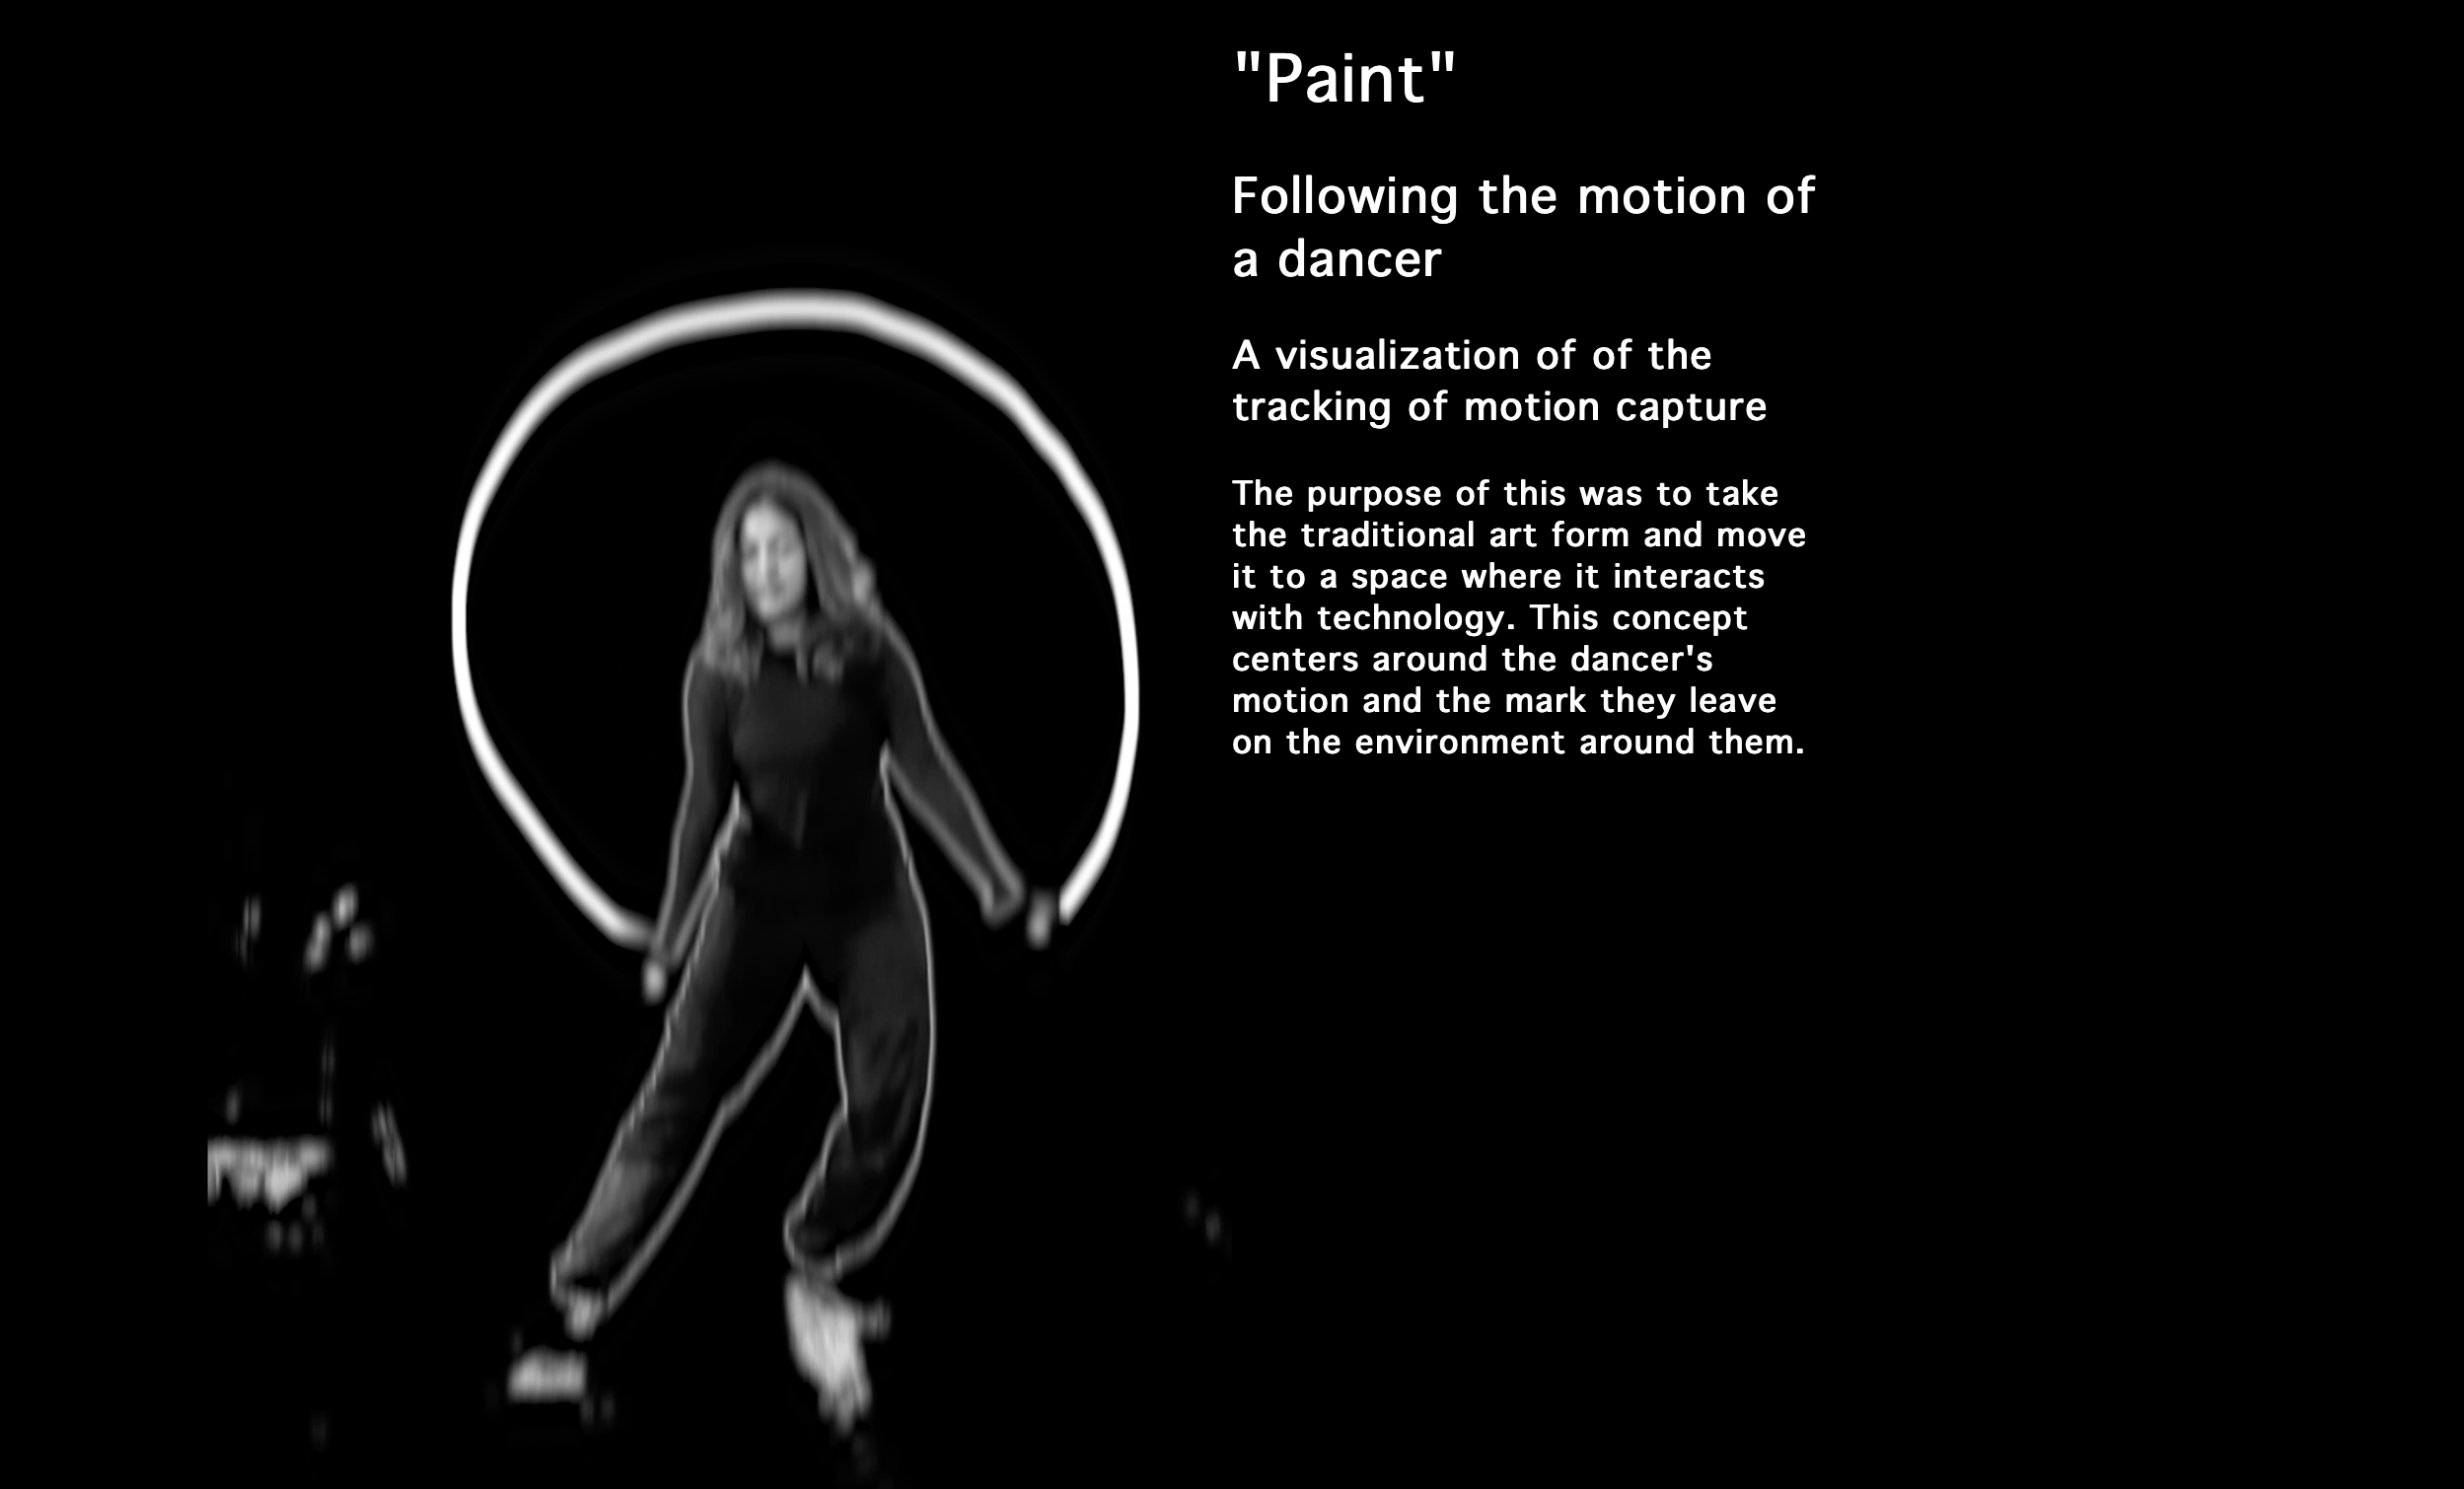 "Paint"
Following the motion of
a dancer
A visualization of of the
tracking of motion capture
The purpose of this was to take
the traditional art form and move
it to a space where it interacts
with technology. This concept
centers around the dancer's
motion and the mark they leave
on the environment around them.